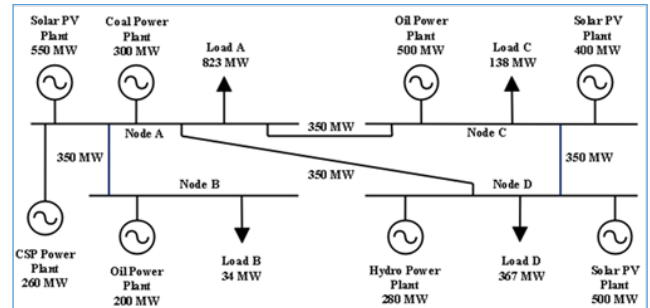 Solar PV
Plant
550 MW
Coal Power
Plant
300 MW
Load A
823 MW
Oil Power
Plant
500 MW
Load C
138 MW
Solar PV
Plant
400 MW
Node A
350 MW
Node C
350 MW
350 MW
350 MW
Node B
Node D
CSP Power
Plant
260 MW
Oil Power
Plant
200 MW
Load B
34 MW
Hydro Power
Plant
280 MW
Load D
367 MW
Solar PV
Plant
500 MW